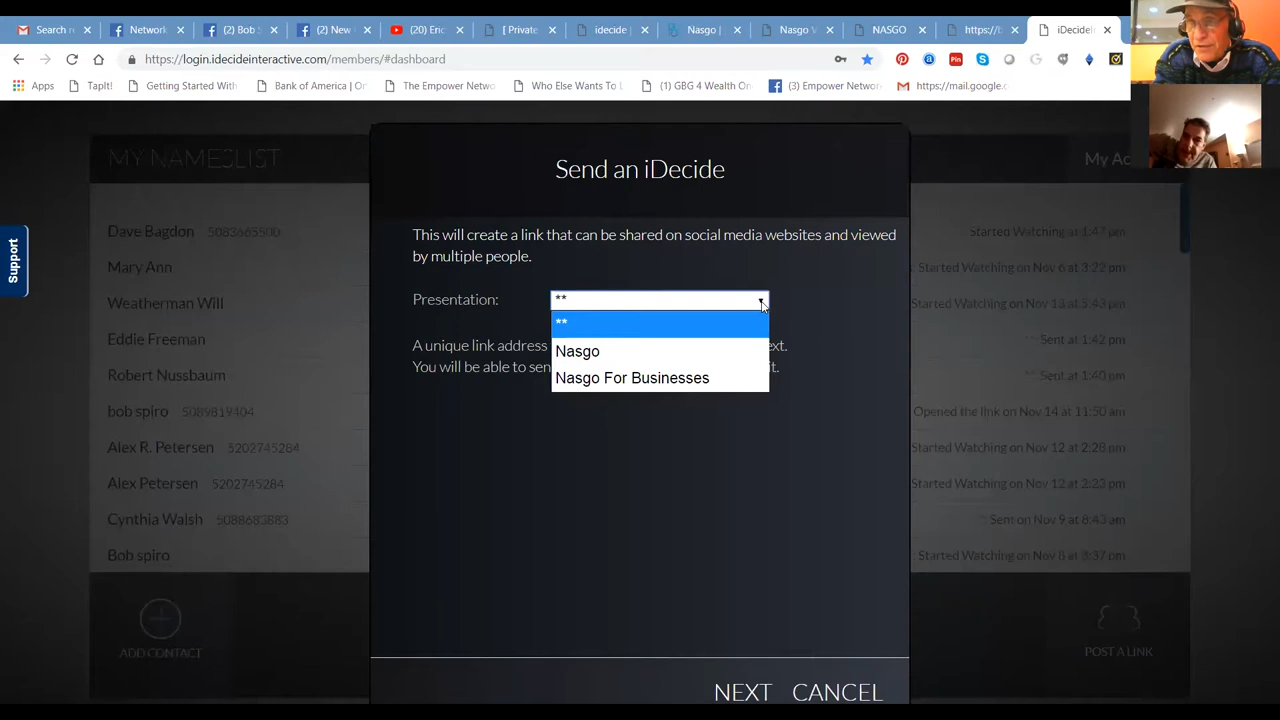 Search r
Network
(2) Bob S
(2) New
(20) Eric
[ Private
idecide
Nasgo |
Nasgo V
NASGO
https://b
iDecideIn
https://login.idecideinteractive.com/members/#dashboard
Apps
TapIt!
Getting Started With
Bank of America | On
The Empower Netw
Who Else Wants To L
(1) GBG 4 Wealth On
(3) Empower Netwo
https://mail.google.c
MY NAMESLIST
My Ac
Send an iDecide
This will create a link that can be shared on social media websites and viewed
by multiple people.
Presentation:
**
**
Nasgo
Nasgo For Businesses
A unique link address
ext.
You will be able to sen
it.
Support
Dave Bagdon 5083665500
Started Watching at 1:47 pm
Mary Ann
Started Watching on Nov 6 at 3:22 pm
Weatherman Will
Started Watching on Nov 13 at 5:43 pm
Eddie Freeman
Sent at 1:42 pm
Robert Nussbaum
Sent at 1:40 pm
bob spiro 5089819404
Opened the link on Nov 14 at 11:50 am
Alex R. Petersen 5202745284
Started Watching on Nov 12 at 2:28 pm
Alex Petersen 5202745284
Started Watching on Nov 12 at 2:23 pm
Cynthia Walsh 5088683883
Sent on Nov 9 at 8:43 am
Bob spiro
Started Watching on Nov 8 at 3:37 pm
ADD CONTACT
POST A LINK
NEXT
CANCEL